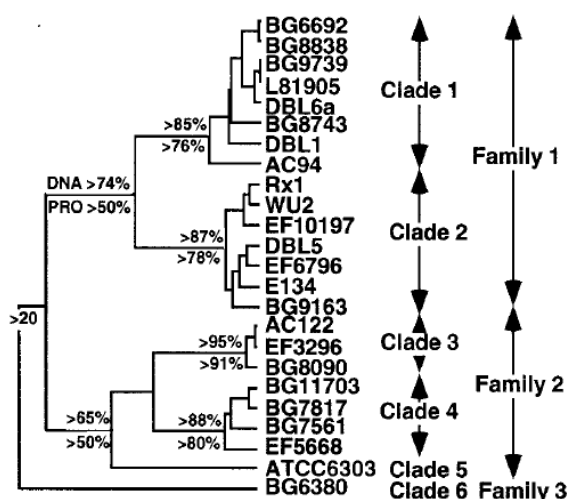 BG6692
BG8838
BG9739
L81905
Clade 1
DBL6a
>85%
BG8743
>76%
DBL1
Family 1
AC94
DNA >74%
Rx1
PRO >50%
WU2
EF10197
Clade 2
>87%
DBL5
>78%
EF6796
E134
BG9163
>20
AC122
>95%
EF3296
Clade 3
>91%
BG8090
Family 2
BG11703
>65%
>88%
BG7817
Clade 4
>50%
>80%
BG7561
EF5668
ATCC6303 Clade 5
BG6380 Clade 6 Family 3